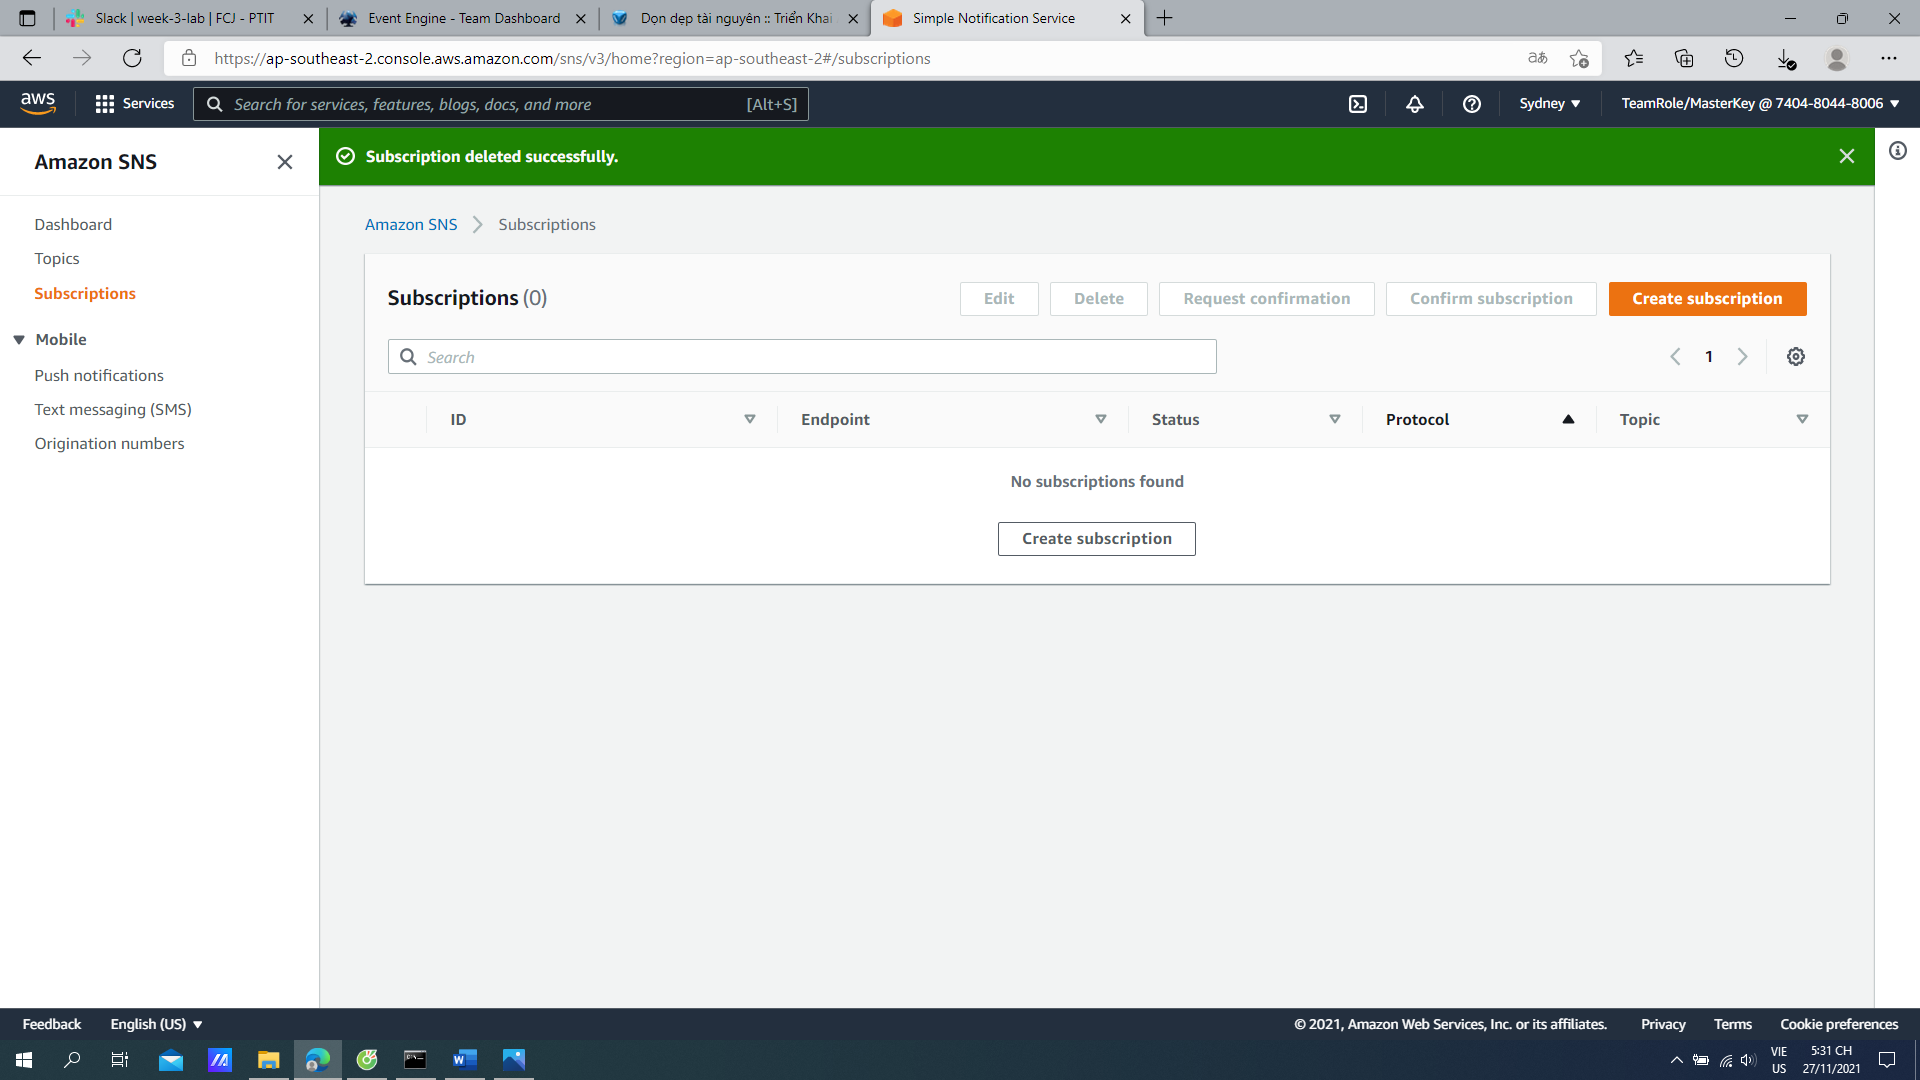 Slack | week-3-lab | FCJ - PTIT
Event Engine - Team Dashboard
Dọn dẹp tài nguyên :: Triển Khai
Simple Notification Service
https://ap-southeast-2.console.aws.amazon.com/sns/v3/home?region=ap-southeast-2#/subscriptions
aあ
aws
Services
Search for services, features, blogs, docs, and more
[Alt+S]
Sydney
TeamRole/MasterKey @ 7404-8044-8006
Amazon SNS
Subscription deleted successfully.
Dashboard
Topics
Subscriptions
Mobile
Push notifications
Text messaging (SMS)
Origination numbers
Amazon SNS
Subscriptions
Subscriptions (0)
Edit
Delete
Request confirmation
Confirm subscription
Create subscription
Search
1
ID
Endpoint
Status
Protocol
Topic
No subscriptions found
Create subscription
Feedback
English (US)
© 2021, Amazon Web Services, Inc. or its affiliates.
Privacy
Terms
Cookie preferences
VIE
US
5:31 CH
27/11/2021